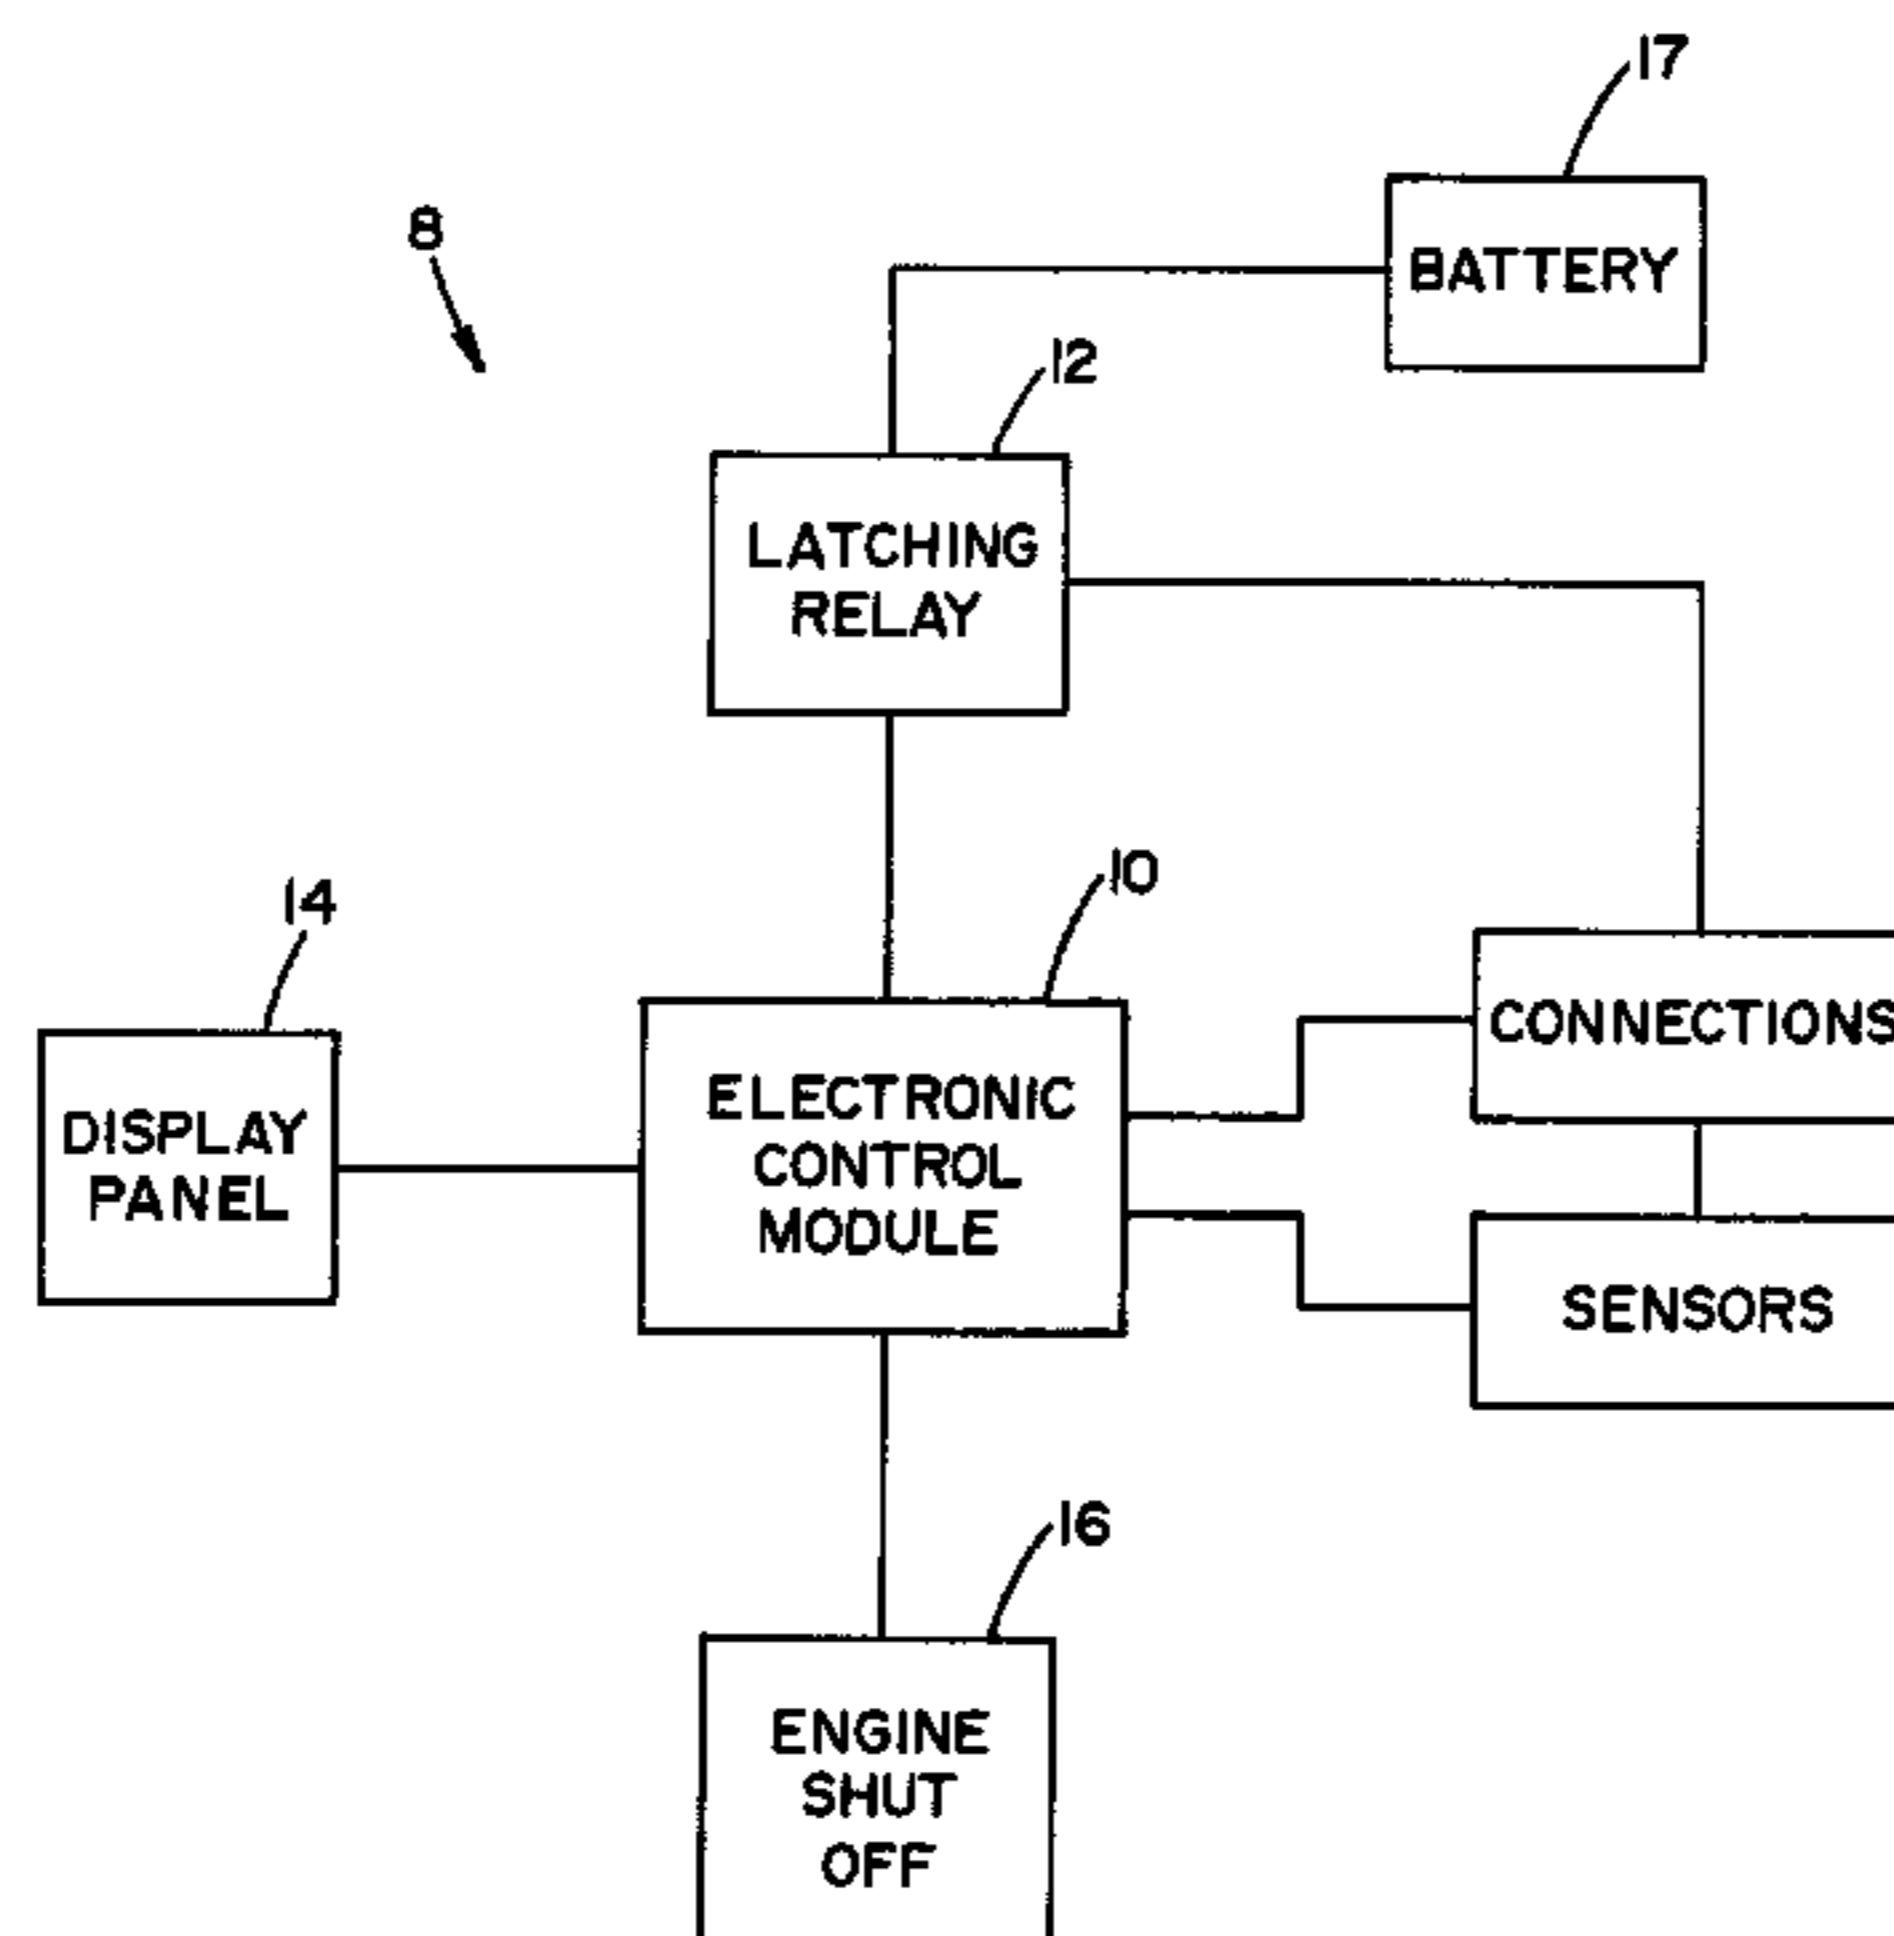 17
8
BATTERY
12
LATCHING
RELAY
14
10
DISPLAY
PANEL
ELECTRONIC
CONTROL
MODULE
CONNECTIONS
SENSORS
16
ENGINE
SHUT
OFF